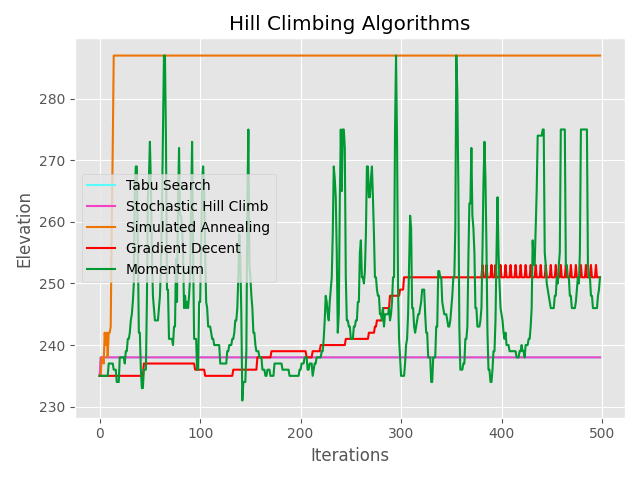 Hill Climbing Algorithms
Elevation
280
270
260
250
240
230
Tabu Search
Stochastic Hill Climb
Simulated Annealing
Gradient Decent
Momentum
0 100 200 300 400 500
Iterations